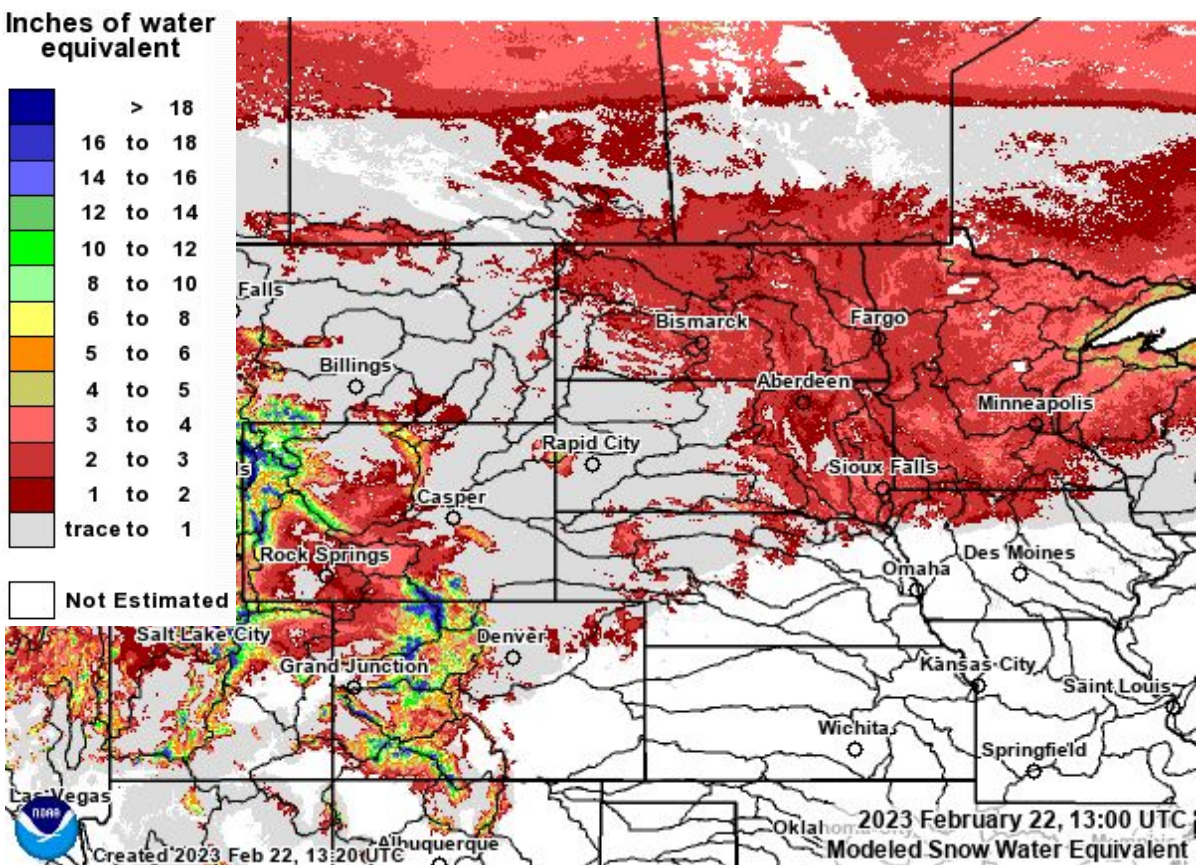 Inches of water
equivalent
> 18
16 to 18
14 to 16
12 to 14
10 to 12
8 to 10
6 to 8
5 to 6
4 to 5
3 to 4
2 to 3
1 to 2
trace to 1
Not Estimated
Falls
Billings
Bismarck
Fargo
Aberdeen
Minneapolis
Rapid City
ls
Sioux Falls
Casper
Rock Springs
Des Moines
Omaha
Salt Lake City
Denver
Grand Junction
Kansas City
Saint Louis
Wichita
Springfield
Las Vegas
NOAA
Albuquerque
Oklahoma City
2023 February 22, 13:00 UTC
Created 2023 Feb 22, 13:20 UTC
Modeled Snow Water Equivalent